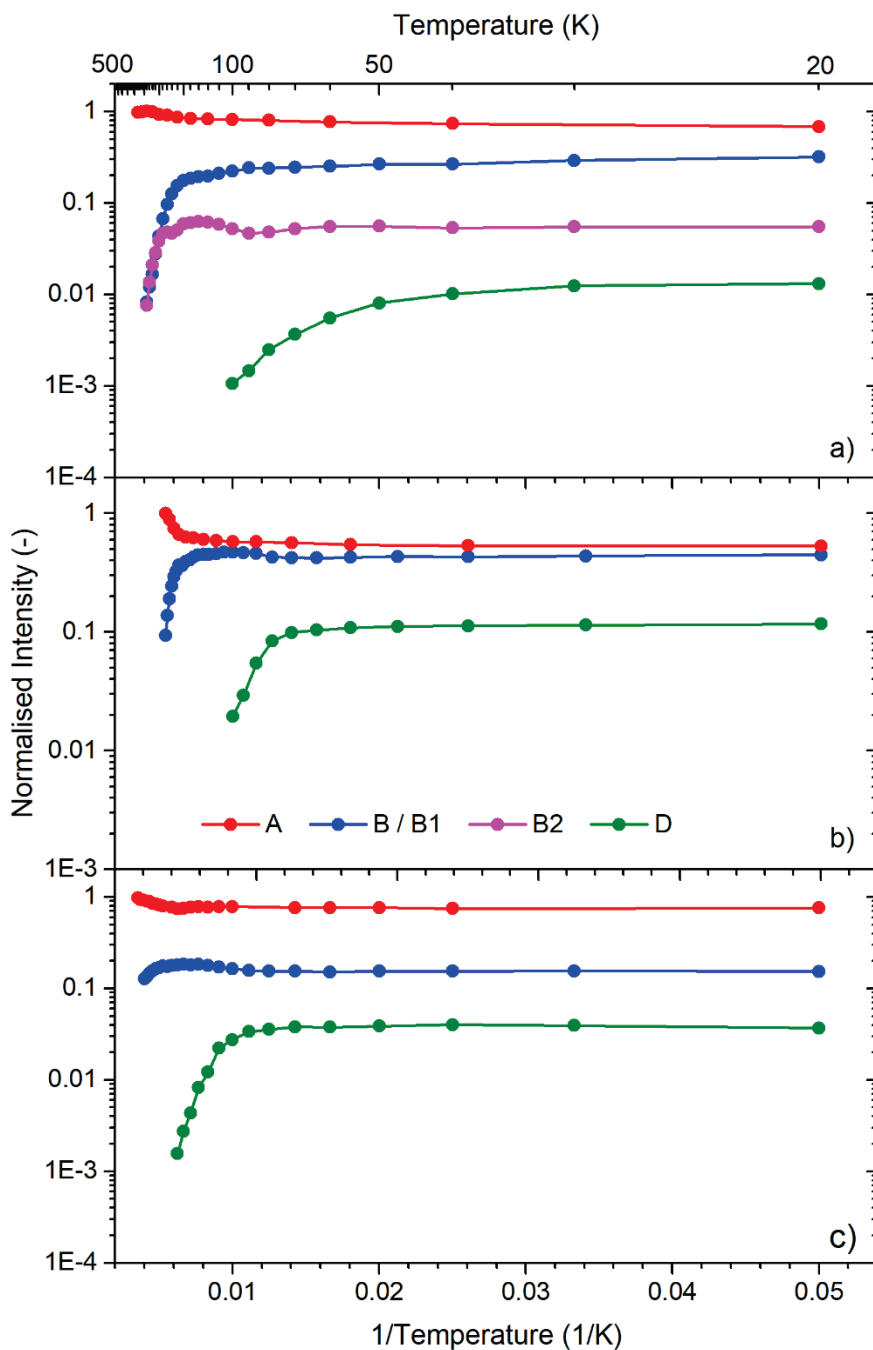 Temperature (K)
500 100 50 20
1
0.1
0.01
1E-3
1E-4
a)
1
0.1
0.01
1E-3
A B / B1 B2 D
b)
1
0.1
0.01
1E-3
1E-4
c)
Normalised Intensity (-)
0.01 0.02 0.03 0.04 0.05
1/Temperature (1/K)